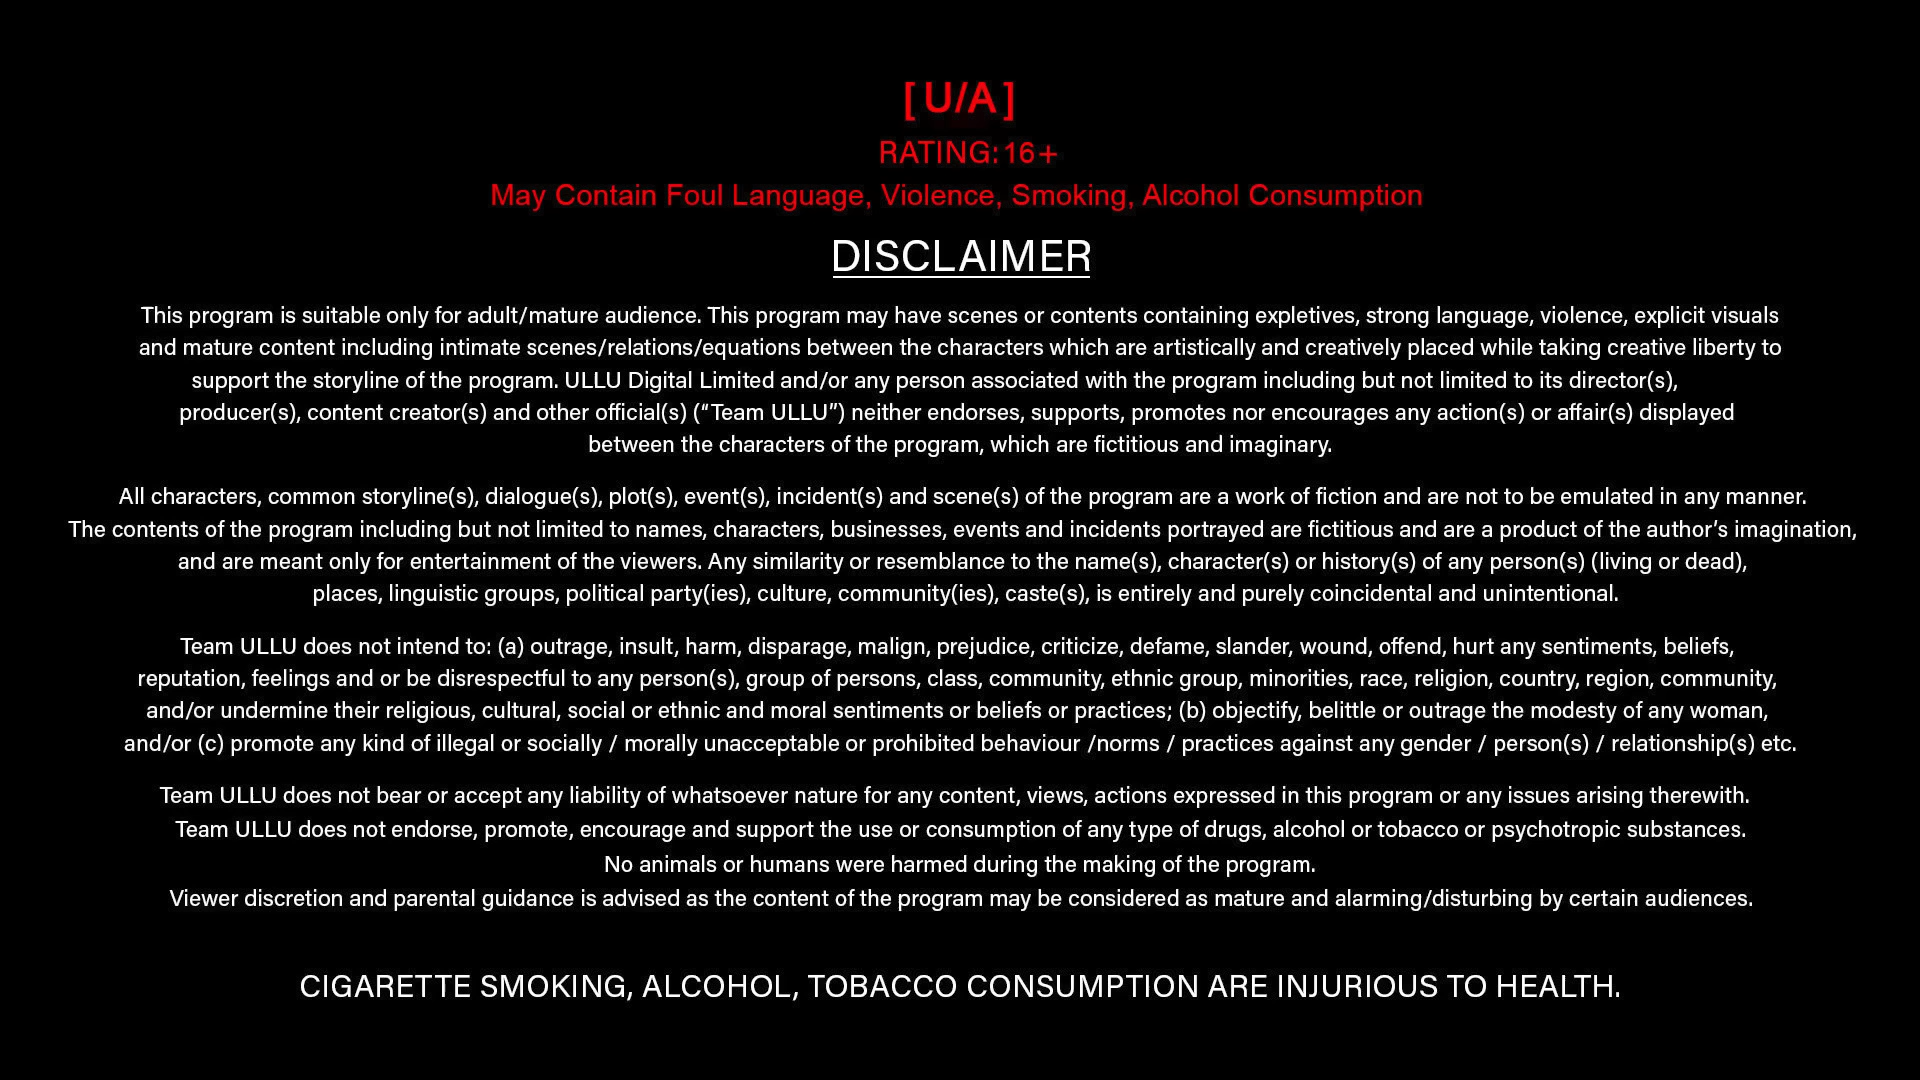 [ U/A ]
RATING: 16+
May Contain Foul Language, Violence, Smoking, Alcohol Consumption
DISCLAIMER
This program is suitable only for adult/mature audience. This program may have scenes or contents containing expletives, strong language, violence, explicit visuals
and mature content including intimate scenes/relations/equations between the characters which are artistically and creatively placed while taking creative liberty to
support the storyline of the program. ULLU Digital Limited and/or any person associated with the program including but not limited to its director(s),
producer(s), content creator(s) and other official(s) (“Team ULLU”) neither endorses, supports, promotes nor encourages any action(s) or affair(s) displayed
between the characters of the program, which are fictitious and imaginary.
All characters, common storyline(s), dialogue(s), plot(s), event(s), incident(s) and scene(s) of the program are a work of fiction and are not to be emulated in any manner.
The contents of the program including but not limited to names, characters, businesses, events and incidents portrayed are fictitious and are a product of the author’s imagination,
and are meant only for entertainment of the viewers. Any similarity or resemblance to the name(s), character(s) or history(s) of any person(s) (living or dead),
places, linguistic groups, political party(ies), culture, community(ies), caste(s), is entirely and purely coincidental and unintentional.
Team ULLU does not intend to: (a) outrage, insult, harm, disparage, malign, prejudice, criticize, defame, slander, wound, offend, hurt any sentiments, beliefs,
reputation, feelings and or be disrespectful to any person(s), group of persons, class, community, ethnic group, minorities, race, religion, country, region, community,
and/or undermine their religious, cultural, social or ethnic and moral sentiments or beliefs or practices; (b) objectify, belittle or outrage the modesty of any woman,
and/or (c) promote any kind of illegal or socially / morally unacceptable or prohibited behaviour /norms / practices against any gender / person(s) / relationship(s) etc.
Team ULLU does not bear or accept any liability of whatsoever nature for any content, views, actions expressed in this program or any issues arising therewith.
Team ULLU does not endorse, promote, encourage and support the use or consumption of any type of drugs, alcohol or tobacco or psychotropic substances.
No animals or humans were harmed during the making of the program.
Viewer discretion and parental guidance is advised as the content of the program may be considered as mature and alarming/disturbing by certain audiences.
CIGARETTE SMOKING, ALCOHOL, TOBACCO CONSUMPTION ARE INJURIOUS TO HEALTH.